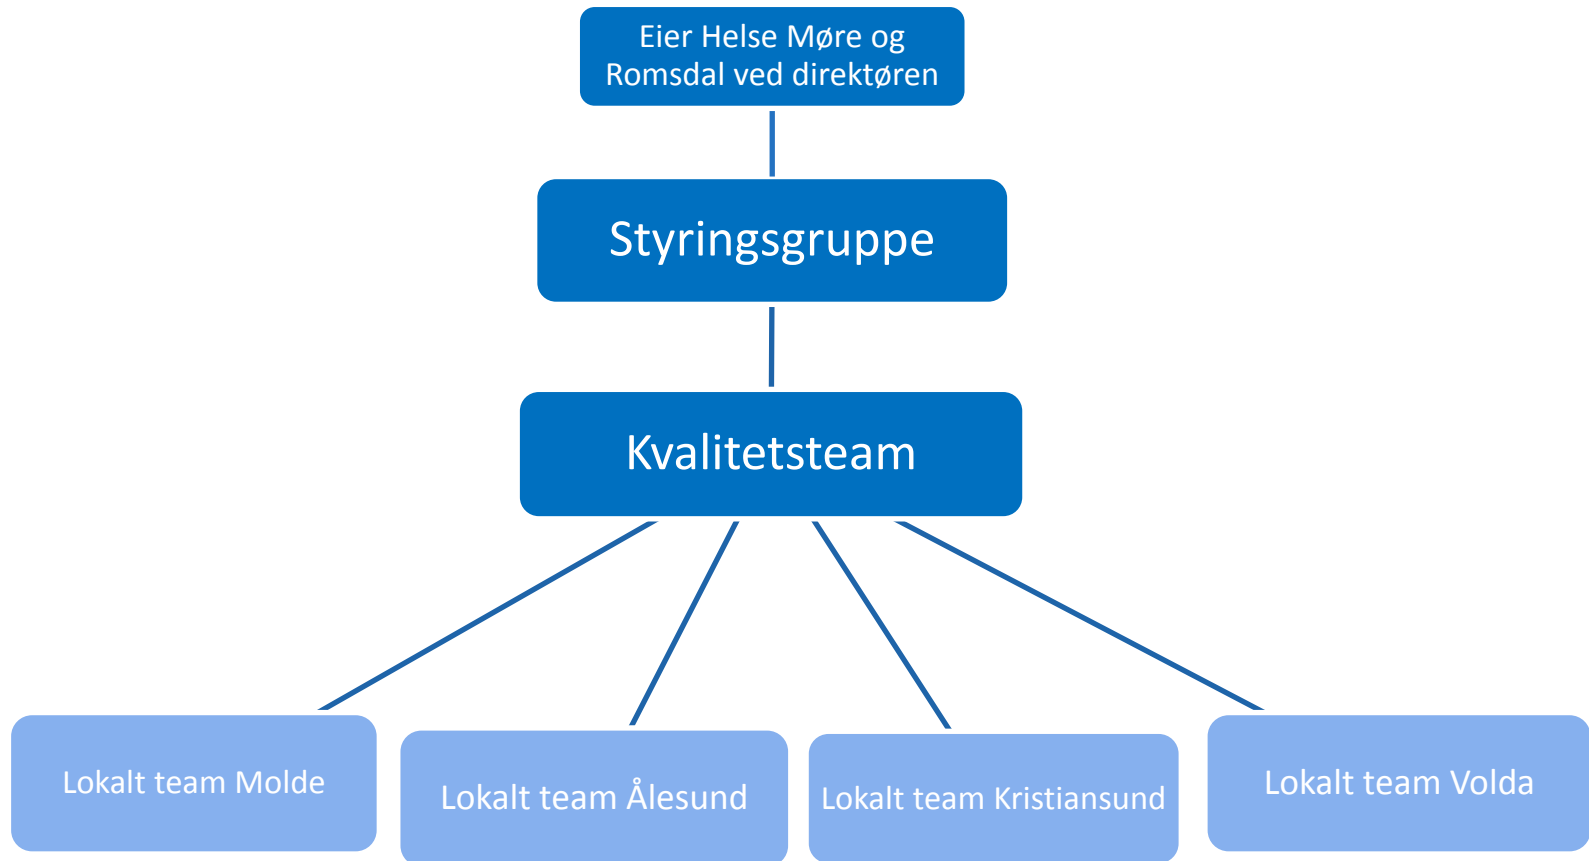 Eier Helse Møre og
Romsdal ved direktøren
Styringsgruppe
Kvalitetsteam
Lokalt team Molde
Lokalt team Ålesund
Lokalt team Kristiansund
Lokalt team Volda